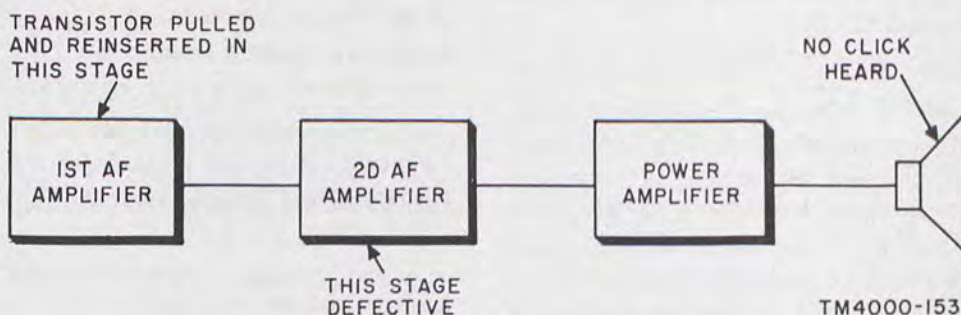 TRANSISTOR PULLED
AND REINSERTED IN
THIS STAGE
NO CLICK
HEARD
1ST AF
AMPLIFIER
2D AF
AMPLIFIER
POWER
AMPLIFIER
THIS STAGE
DEFECTIVE
TM4000-153